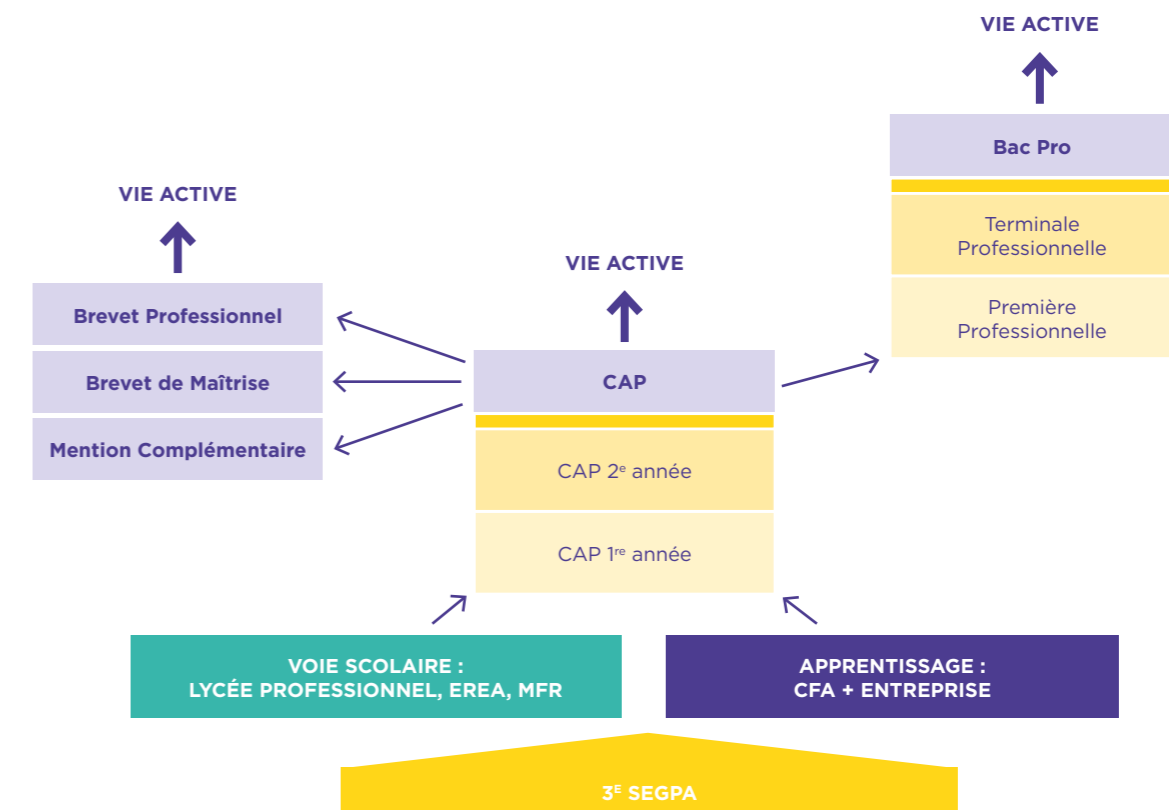 VIE ACTIVE
Bac Pro
Terminale
Professionnelle
Première
Professionnelle
VIE ACTIVE
Brevet Professionnel
Brevet de Maîtrise
Mention Complémentaire
VIE ACTIVE
CAP
CAP 2e année
CAP 1re année
VOIE SCOLAIRE :
LYCÉE PROFESSIONNEL, EREA, MFR
APPRENTISSAGE :
CFA + ENTREPRISE
3E SEGPA